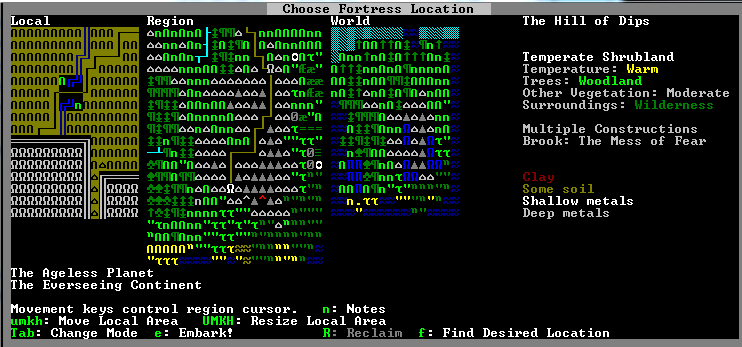 Choose Fortress Location
Local Region World The Hill of Dips
Temperate Shrubland
Temperature: Warm
Trees: Woodland
Other Vegetation: Moderate
Surroundings: Wilderness
Multiple Constructions
Brook: The Mess of Fear
Clay
Some soil
Shallow metals
Deep metals
The Ageless Planet
The Everseeing Continent
Movement keys control region cursor. n: Notes
umkh: Move Local Area UMKH: Resize Local Area
Tab: Change Mode e: Embark! R: Reclaim f: Find Desired Location